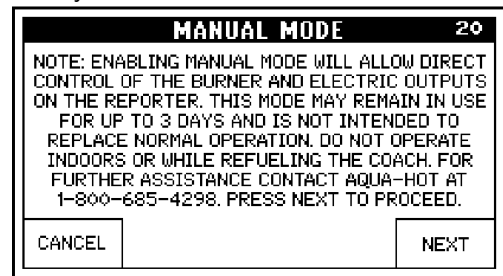 MANUAL MODE 20
NOTE: ENABLING MANUAL MODE WILL ALLOW DIRECT
CONTROL OF THE BURNER AND ELECTRIC OUTPUTS
ON THE REPORTER. THIS MODE MAY REMAIN IN USE
FOR UP TO 3 DAYS AND IS NOT INTENDED TO
REPLACE NORMAL OPERATION. DO NOT OPERATE
INDOORS OR WHILE REFUELING THE COACH. FOR
FURTHER ASSISTANCE CONTACT AQUA-HOT AT
1-800-685-4298. PRESS NEXT TO PROCEED.
CANCEL NEXT